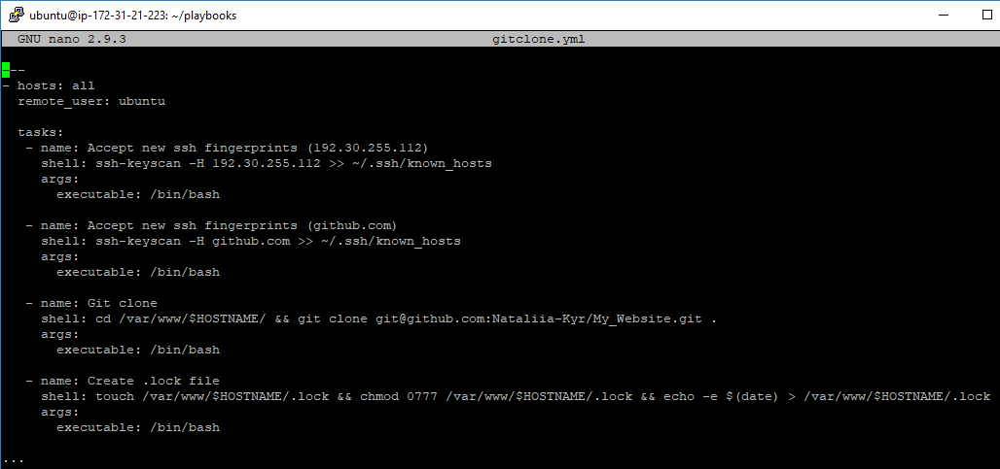 ubuntu@ip-172-31-21-223: ~/playbooks
GNU nano 2.9.3 gitclone.yml
---
- hosts: all
  remote_user: ubuntu
  tasks:
   - name: Accept new ssh fingerprints (192.30.255.112)
     shell: ssh-keyscan -H 192.30.255.112 >> ~/.ssh/known_hosts
     args:
       executable: /bin/bash
   - name: Accept new ssh fingerprints (github.com)
     shell: ssh-keyscan -H github.com >> ~/.ssh/known_hosts
     args:
       executable: /bin/bash
   - name: Git clone
     shell: cd /var/www/$HOSTNAME/ && git clone git@github.com:Nataliia-Kyr/My_Website.git .
     args:
       executable: /bin/bash
   - name: Create .lock file
     shell: touch /var/www/$HOSTNAME/.lock && chmod 0777 /var/www/$HOSTNAME/.lock && echo -e $(date) > /var/www/$HOSTNAME/.lock
     args:
       executable: /bin/bash
...